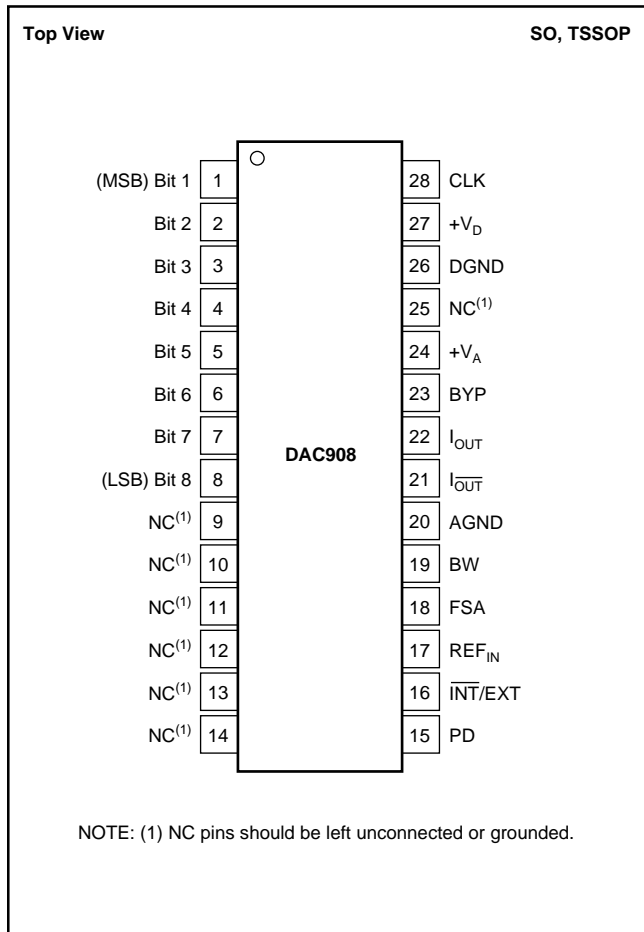 Top View SO, TSSOP
(MSB) Bit 1 1 28 CLK
Bit 2 2 27 +V_D
Bit 3 3 26 DGND
Bit 4 4 25 NC(1)
Bit 5 5 24 +V_A
Bit 6 6 23 BYP
Bit 7 7 22 I_OUT
DAC908
(LSB) Bit 8 8 21 I_O̅U̅T̅
NC(1) 9 20 AGND
NC(1) 10 19 BW
NC(1) 11 18 FSA
NC(1) 12 17 REF_IN
NC(1) 13 16 I̅N̅T̅/EXT
NC(1) 14 15 PD
NOTE: (1) NC pins should be left unconnected or grounded.